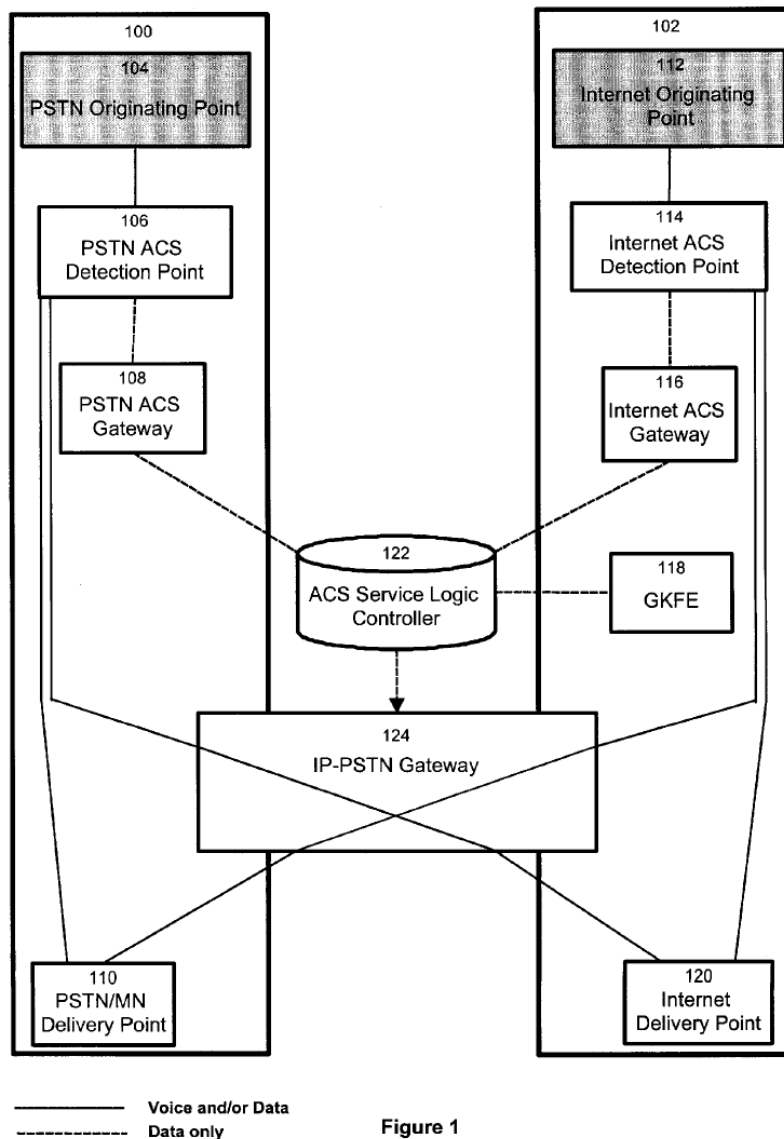 100
104
PSTN Originating Point
106
PSTN ACS
Detection Point
108
PSTN ACS
Gateway
102
112
Internet Originating
Point
114
Internet ACS
Detection Point
116
Internet ACS
Gateway
122
ACS Service Logic
Controller
118
GKFE
124
IP-PSTN Gateway
110
PSTN/MN
Delivery Point
120
Internet
Delivery Point
Voice and/or Data
Data only
Figure 1